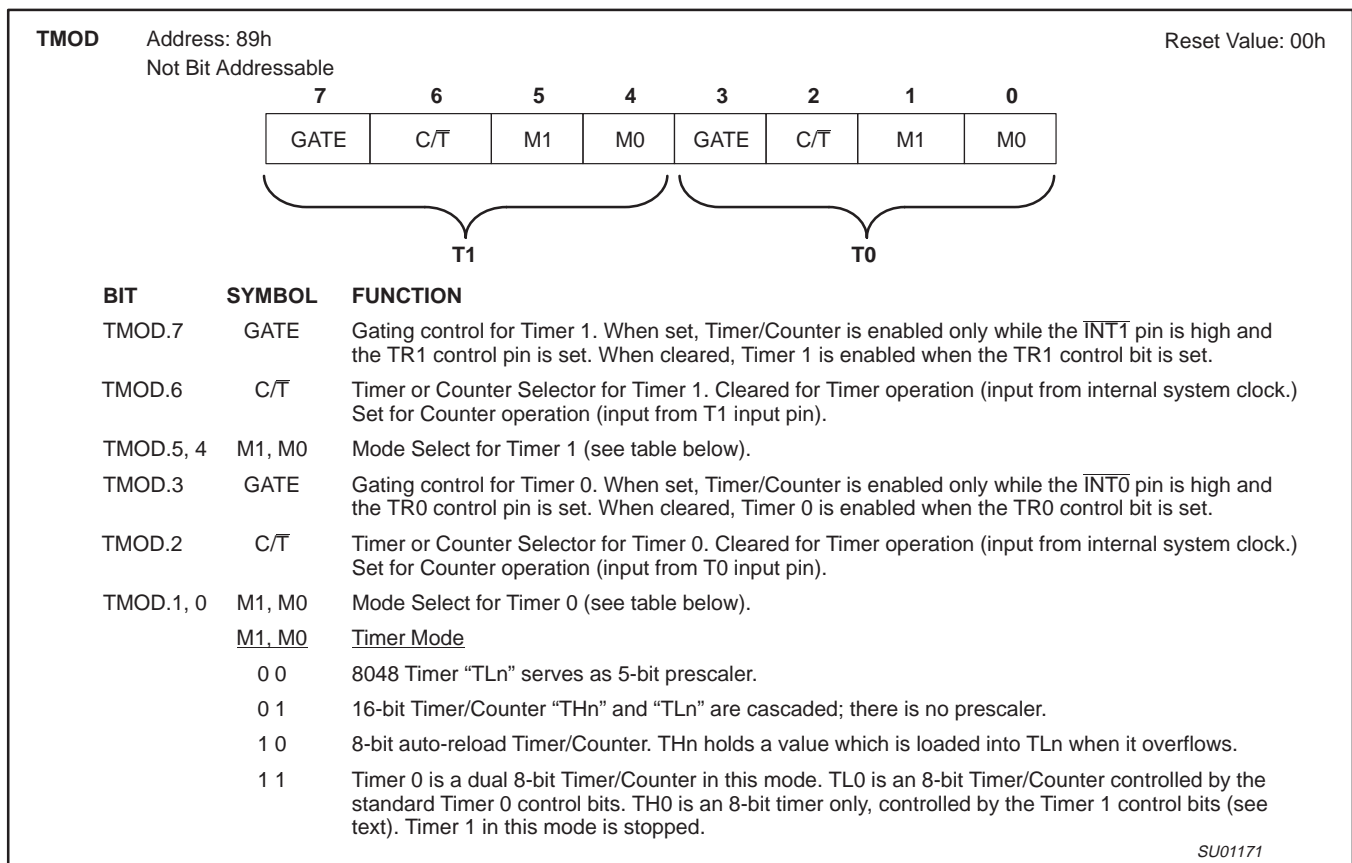 TMOD Address: 89h Reset Value: 00h
Not Bit Addressable
7 6 5 4 3 2 1 0
GATE C/T̅ M1 M0 GATE C/T̅ M1 M0
T1 T0
BIT SYMBOL FUNCTION
TMOD.7 GATE Gating control for Timer 1. When set, Timer/Counter is enabled only while the I̅N̅T̅1̅ pin is high and
the TR1 control pin is set. When cleared, Timer 1 is enabled when the TR1 control bit is set.
TMOD.6 C/T̅ Timer or Counter Selector for Timer 1. Cleared for Timer operation (input from internal system clock.)
Set for Counter operation (input from T1 input pin).
TMOD.5, 4 M1, M0 Mode Select for Timer 1 (see table below).
TMOD.3 GATE Gating control for Timer 0. When set, Timer/Counter is enabled only while the I̅N̅T̅0̅ pin is high and
the TR0 control pin is set. When cleared, Timer 0 is enabled when the TR0 control bit is set.
TMOD.2 C/T̅ Timer or Counter Selector for Timer 0. Cleared for Timer operation (input from internal system clock.)
Set for Counter operation (input from T0 input pin).
TMOD.1, 0 M1, M0 Mode Select for Timer 0 (see table below).
M1, M0 Timer Mode
0 0 8048 Timer “TLn” serves as 5-bit prescaler.
0 1 16-bit Timer/Counter “THn” and “TLn” are cascaded; there is no prescaler.
1 0 8-bit auto-reload Timer/Counter. THn holds a value which is loaded into TLn when it overflows.
1 1 Timer 0 is a dual 8-bit Timer/Counter in this mode. TL0 is an 8-bit Timer/Counter controlled by the
standard Timer 0 control bits. TH0 is an 8-bit timer only, controlled by the Timer 1 control bits (see
text). Timer 1 in this mode is stopped.
SU01171